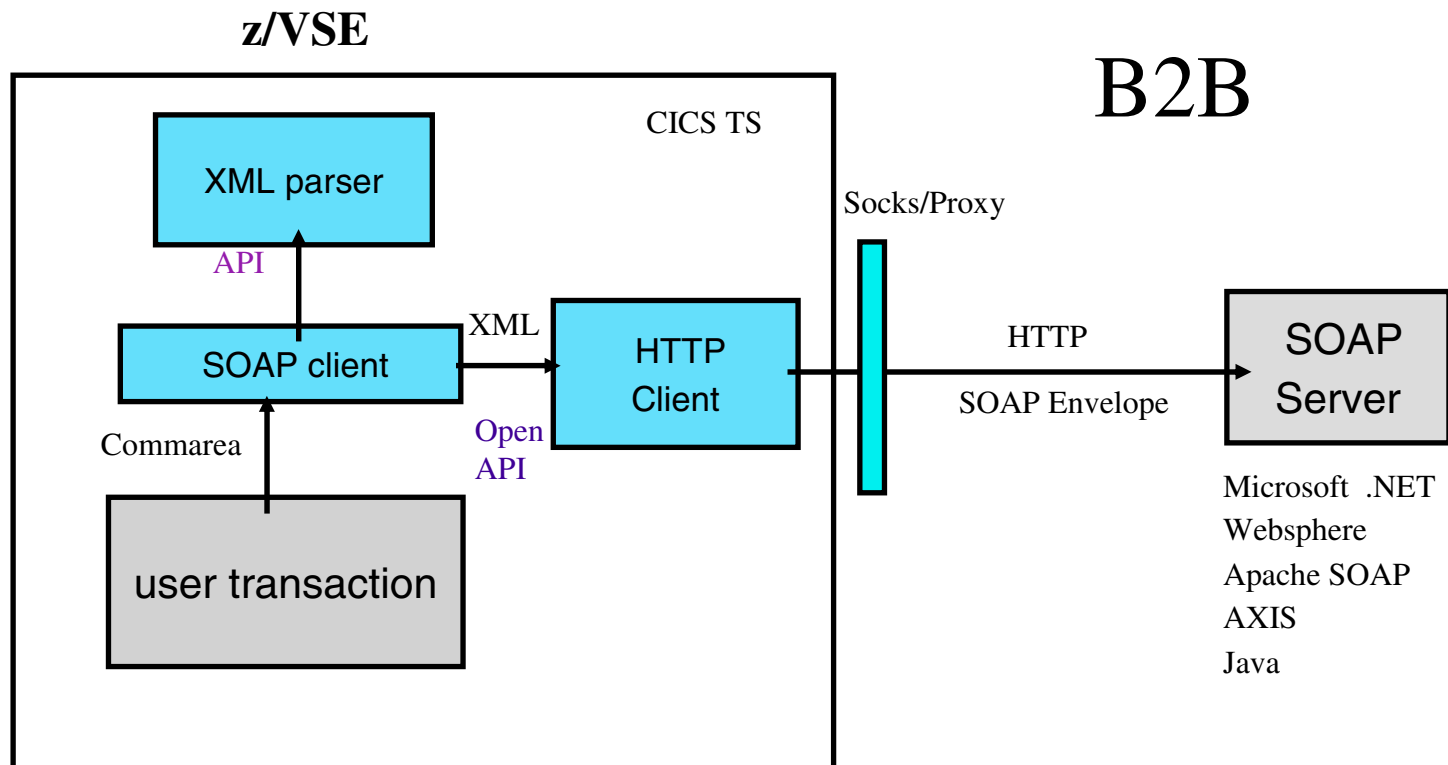 z/VSE
B2B
CICS TS
XML parser
Socks/Proxy
API
XML
HTTP
Client
HTTP
SOAP
Server
SOAP client
SOAP Envelope
Commarea
Open
API
user transaction
Microsoft .NET
Websphere
Apache SOAP
AXIS
Java